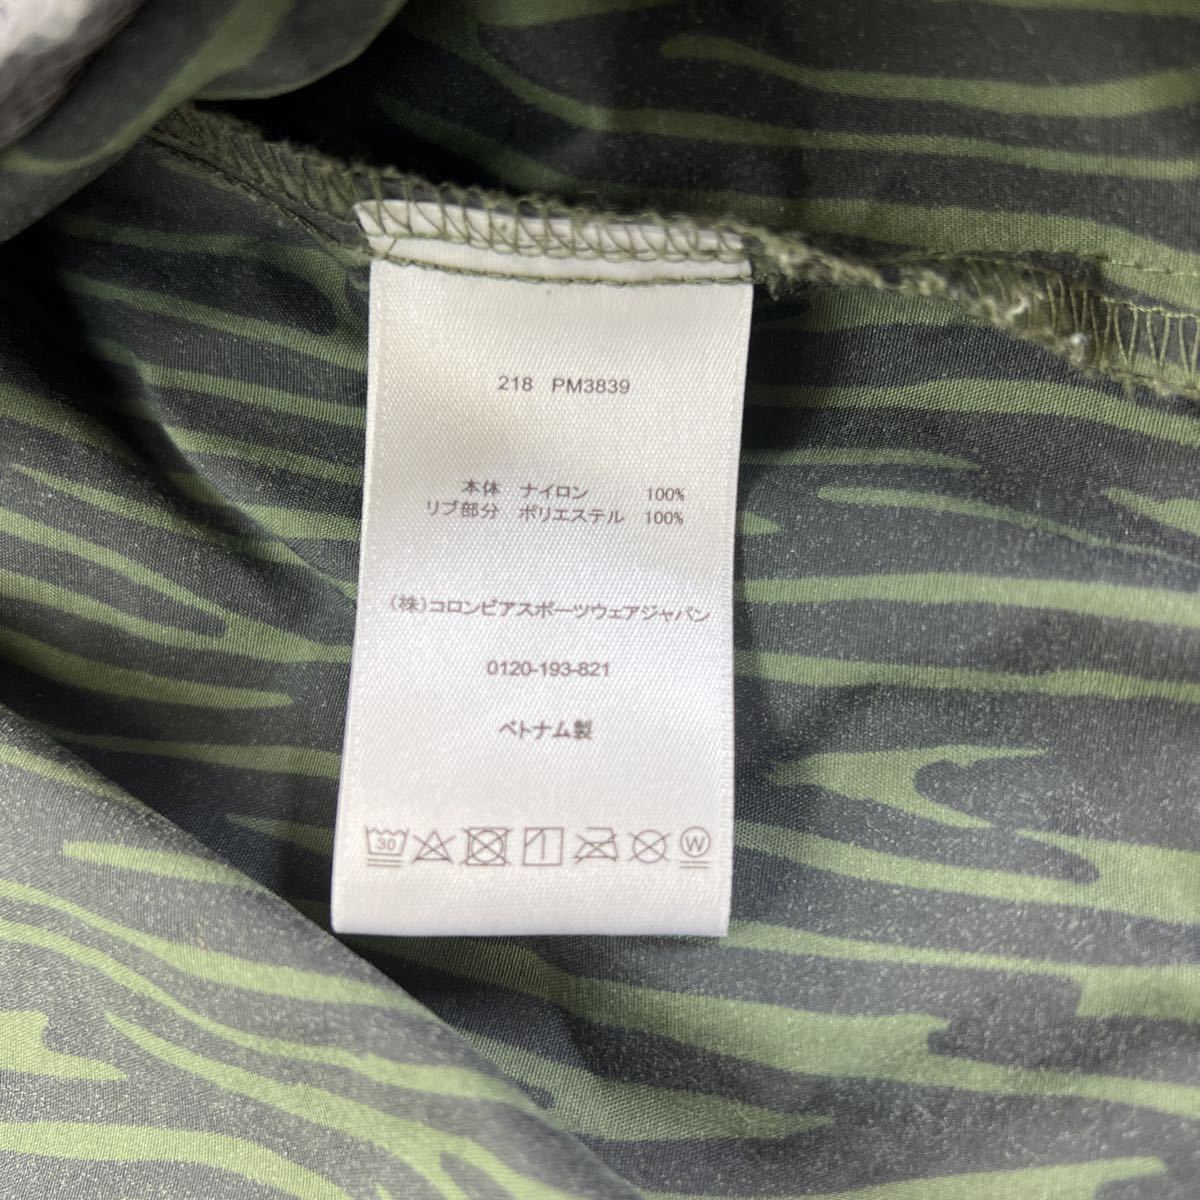 218 PM3839
本体 ナイロン 100%
リブ部分 ポリエステル 100%
(株)コロンビアスポーツウェアジャパン
0120-193-821
ベトナム製
30 W